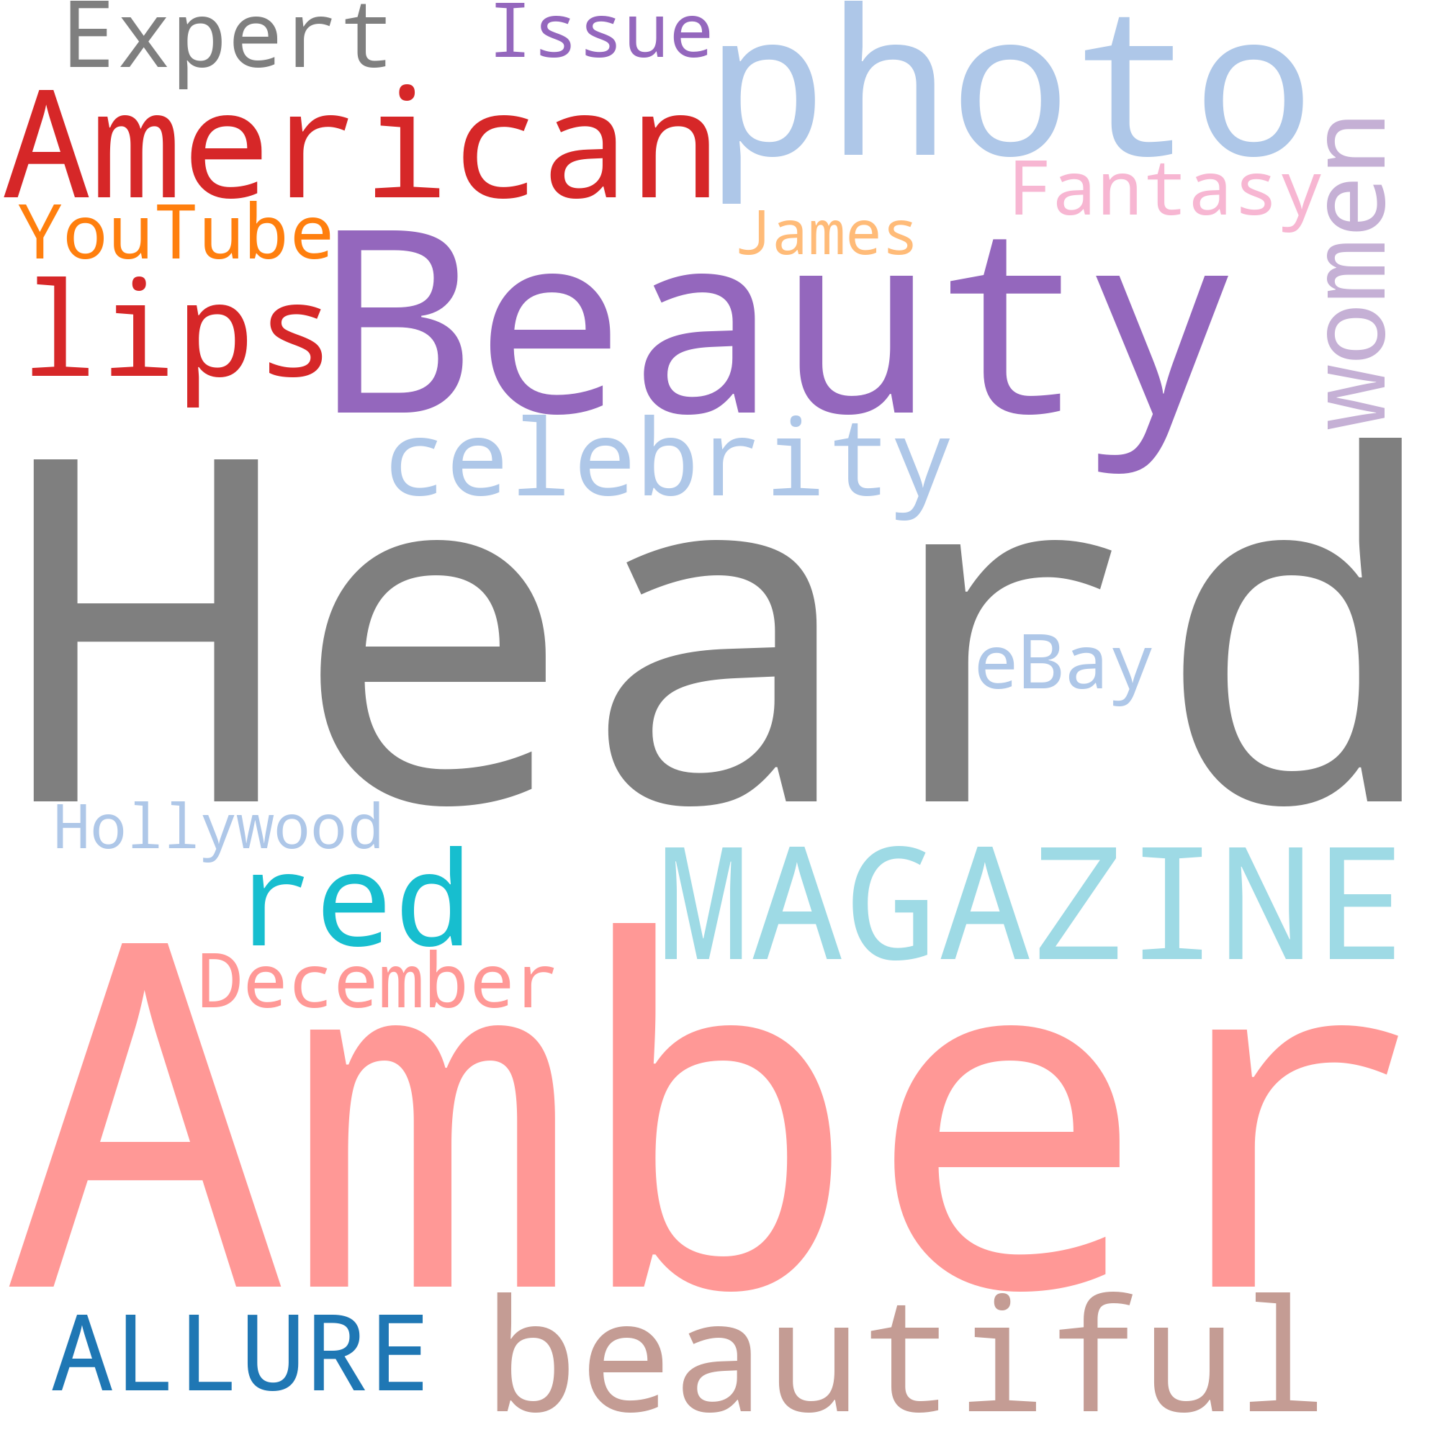 Expert
Issue
photo
American
women
Fantasy
YouTube
James
Beauty
lips
celebrity
Heard
eBay
Hollywood
red
MAGAZINE
December
Amber
ALLURE
beautiful